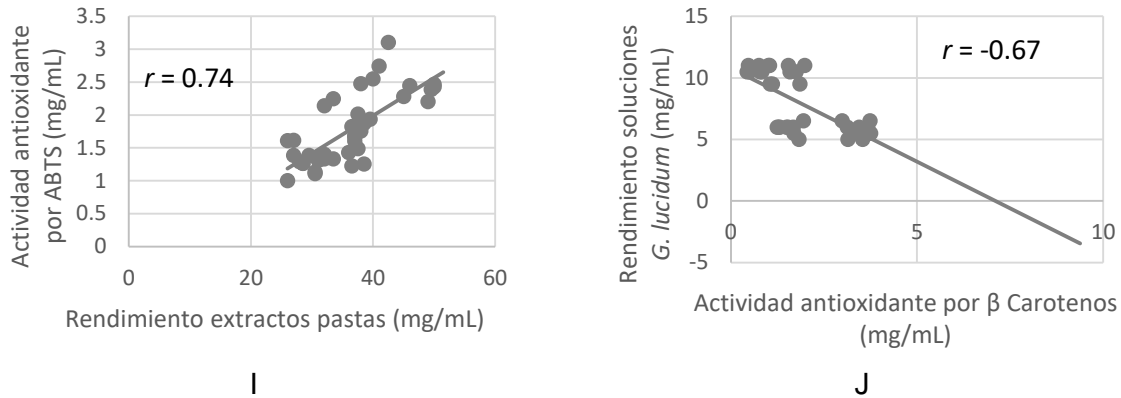 3.5
3
2.5
2
1.5
1
0.5
0
0
20
40
60
r = 0.74
Actividad antioxidante
por ABTS (mg/mL)
Rendimiento extractos pastas (mg/mL)
I
15
10
5
0
-5
0
5
10
r = -0.67
Rendimiento soluciones
G. lucidum (mg/mL)
Actividad antioxidante por β Carotenos
(mg/mL)
J